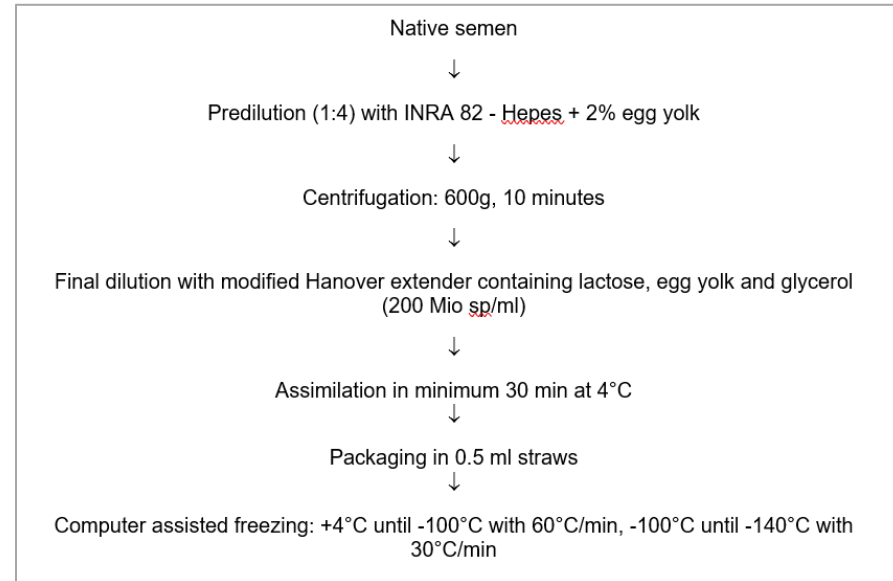 Native semen
↓
Predilution (1:4) with INRA 82 - Hepes + 2% egg yolk
↓
Centrifugation: 600g, 10 minutes
↓
Final dilution with modified Hanover extender containing lactose, egg yolk and glycerol
(200 Mio sp/ml)
↓
Assimilation in minimum 30 min at 4°C
↓
Packaging in 0.5 ml straws
↓
Computer assisted freezing: +4°C until -100°C with 60°C/min, -100°C until -140°C with
30°C/min